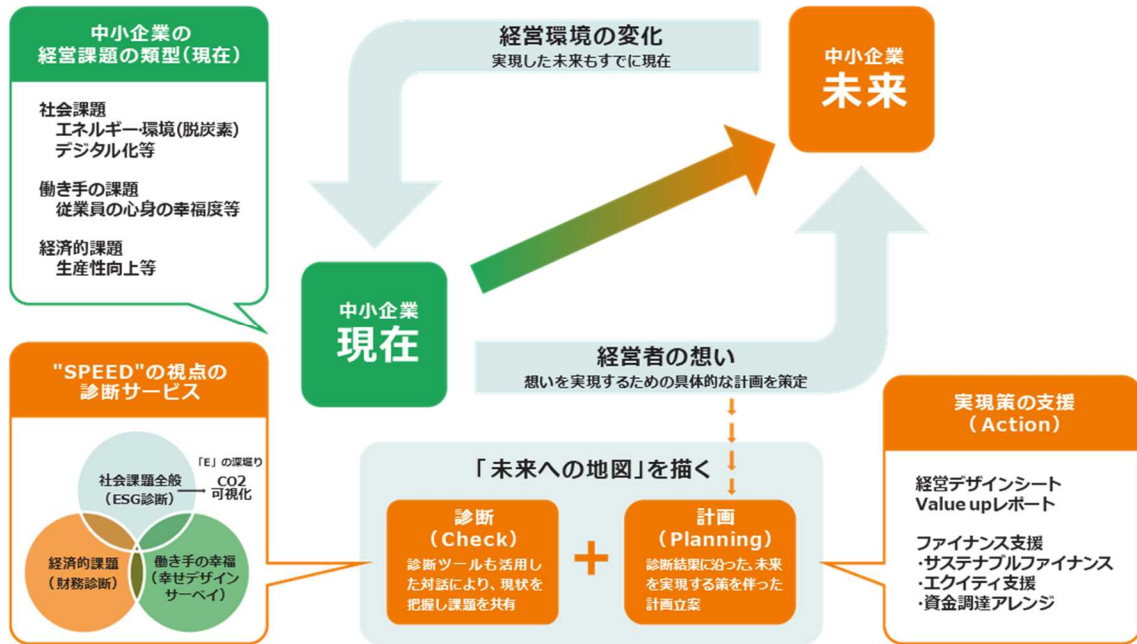 中小企業の
経営課題の類型(現在)
社会課題
エネルギー・環境(脱炭素)
デジタル化等
働き手の課題
従業員の心身の幸福度等
経済的課題
生産性向上等
経営環境の変化
実現した未来もすでに現在
中小企業
未来
中小企業
現在
経営者の想い
想いを実現するための具体的な計画を策定
"SPEED"の視点の
診断サービス
社会課題全般
(ESG診断)
「E」の深堀り
CO2
可視化
経済的課題
(財務診断)
働き手の幸福
(幸せデザイン
サーベイ)
「未来への地図」を描く
診断
(Check)
診断ツールも活用し
た対話により、現状を
把握し課題を共有
+
計画
(Planning)
診断結果に沿った、未来
を実現する策を伴った
計画立案
実現策の支援
(Action)
経営デザインシート
Value upレポート
ファイナンス支援
・サステナブルファイナンス
・エクイティ支援
・資金調達アレンジ